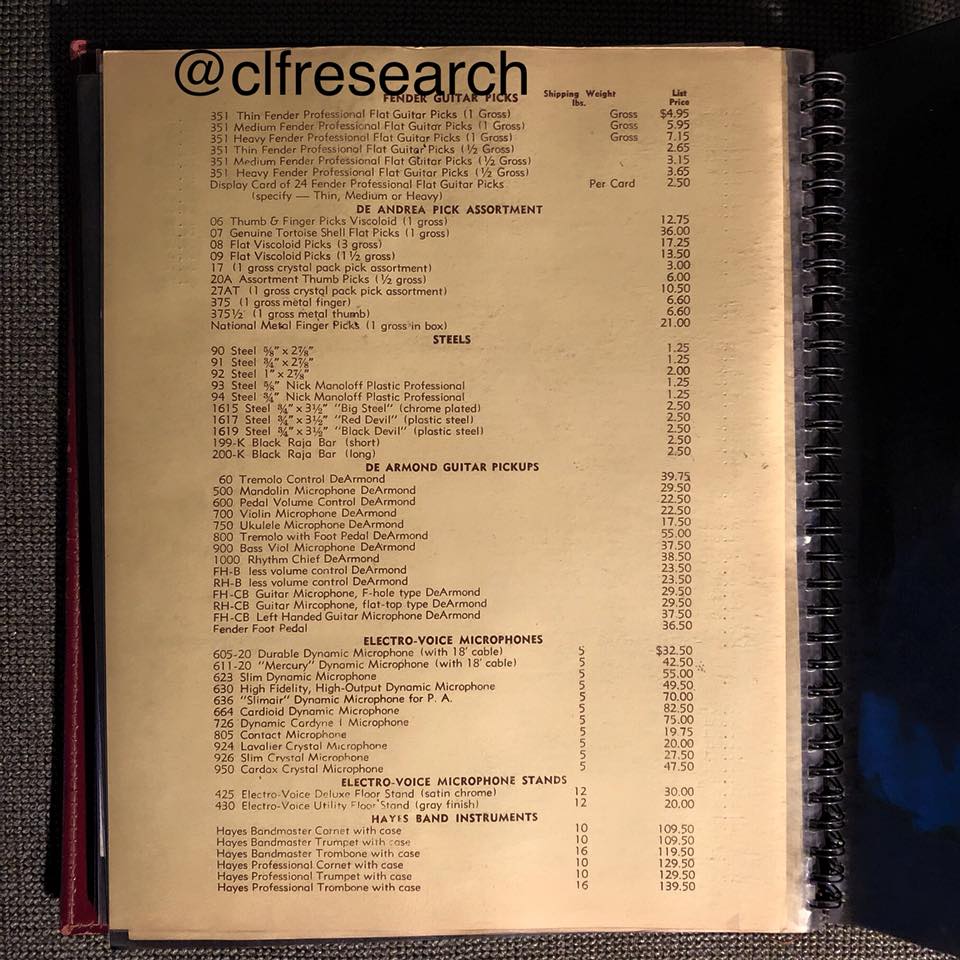 @clfresearch
FENDER GUITAR PICKS Shipping Weight lbs. List Price
351 Thin Fender Professional Flat Guitar Picks (1 Gross) Gross $4.95
351 Medium Fender Professional Flat Guitar Picks (1 Gross) Gross 5.95
351 Heavy Fender Professional Flat Guitar Picks (1 Gross) Gross 7.15
351 Thin Fender Professional Flat Guitar Picks (½ Gross) 2.65
351 Medium Fender Professional Flat Guitar Picks (½ Gross) 3.15
351 Heavy Fender Professional Flat Guitar Picks (½ Gross) 3.65
Display Card of 24 Fender Professional Flat Guitar Picks Per Card 2.50
(specify — Thin, Medium or Heavy)
DE ANDREA PICK ASSORTMENT
06 Thumb & Finger Picks Viscoloid (1 gross) 12.75
07 Genuine Tortoise Shell Flat Picks (1 gross) 36.00
08 Flat Viscoloid Picks (3 gross) 17.25
09 Flat Viscoloid Picks (1½ gross) 13.50
17 (1 gross crystal pack pick assortment) 3.00
20A Assortment Thumb Picks (½ gross) 6.00
27AT (1 gross crystal pack pick assortment) 10.50
375 (1 gross metal finger) 6.60
375½ (1 gross metal thumb) 6.60
National Metal Finger Picks (1 gross in box) 21.00
STEELS
90 Steel ⅝" x 2⅞" 1.25
91 Steel ¾" x 2⅞" 1.25
92 Steel 1" x 2⅞" 2.00
93 Steel ⅝" Nick Manoloff Plastic Professional 1.25
94 Steel ¾" Nick Manoloff Plastic Professional 1.25
1615 Steel ¾" x 3½" "Big Steel" (chrome plated) 2.50
1617 Steel ¾" x 3½" "Red Devil" (plastic steel) 2.50
1619 Steel ¾" x 3½" "Black Devil" (plastic steel) 2.50
199-K Black Raja Bar (short) 2.50
200-K Black Raja Bar (long) 2.50
DE ARMOND GUITAR PICKUPS
60 Tremolo Control DeArmond 39.75
500 Mandolin Microphone DeArmond 29.50
600 Pedal Volume Control DeArmond 22.50
700 Violin Microphone DeArmond 22.50
750 Ukulele Microphone DeArmond 17.50
800 Tremolo with Foot Pedal DeArmond 55.00
900 Bass Viol Microphone DeArmond 37.50
1000 Rhythm Chief DeArmond 38.50
FH-B less volume control DeArmond 23.50
RH-B less volume control DeArmond 23.50
FH-CB Guitar Microphone, F-hole type DeArmond 29.50
RH-CB Guitar Mircophone, flat-top type DeArmond 29.50
FH-CB Left Handed Guitar Microphone DeArmond 37.50
Fender Foot Pedal 36.50
ELECTRO-VOICE MICROPHONES
605-20 Durable Dynamic Microphone (with 18' cable) 5 $32.50
611-20 "Mercury" Dynamic Microphone (with 18' cable) 5 42.50
623 Slim Dynamic Microphone 5 55.00
630 High Fidelity, High-Output Dynamic Microphone 5 49.50
636 "Slimair" Dynamic Microphone for P. A. 5 70.00
664 Cardioid Dynamic Microphone 5 82.50
726 Dynamic Cardyne I Microphone 5 75.00
805 Contact Microphone 5 19.75
924 Lavalier Crystal Microphone 5 20.00
926 Slim Crystal Microphone 5 27.50
950 Cardax Crystal Microphone 5 47.50
ELECTRO-VOICE MICROPHONE STANDS
425 Electro-Voice Deluxe Floor Stand (satin chrome) 12 30.00
430 Electro-Voice Utility Floor Stand (gray finish) 12 20.00
HAYES BAND INSTRUMENTS
Hayes Bandmaster Cornet with case 10 109.50
Hayes Bandmaster Trumpet with case 10 109.50
Hayes Bandmaster Trombone with case 16 119.50
Hayes Professional Cornet with case 10 129.50
Hayes Professional Trumpet with case 10 129.50
Hayes Professional Trombone with case 16 139.50